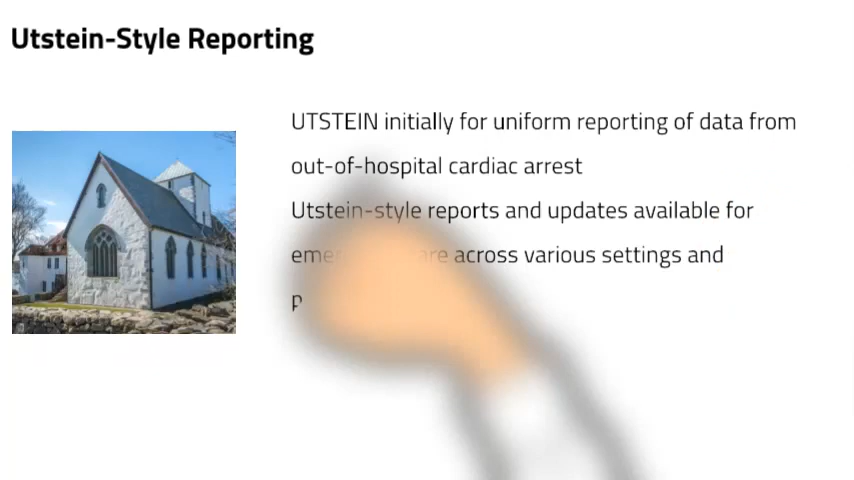 Utstein-Style Reporting
UTSTEIN initially for uniform reporting of data from
out-of-hospital cardiac arrest
Utstein-style reports and updates available for
across various settings and